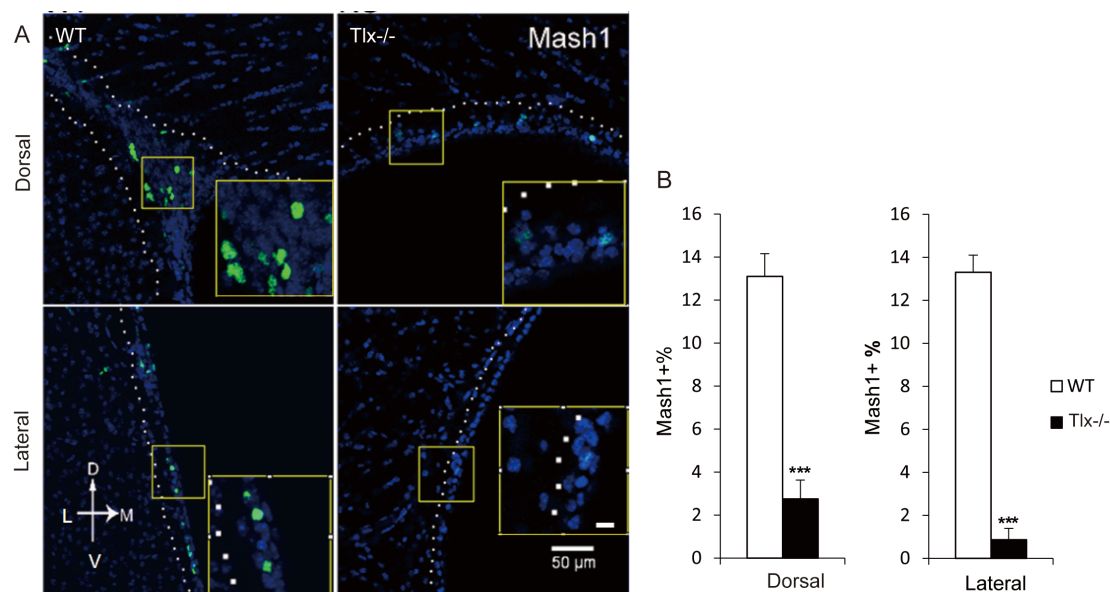 A
WT
Tlx-/-
Mash1
Dorsal
Lateral
D
L
M
V
50 µm
B
Mash1+%
16
14
12
10
8
6
4
2
0
***
Dorsal
Mash1+ %
16
14
12
10
8
6
4
2
0
***
Lateral
WT
Tlx-/-